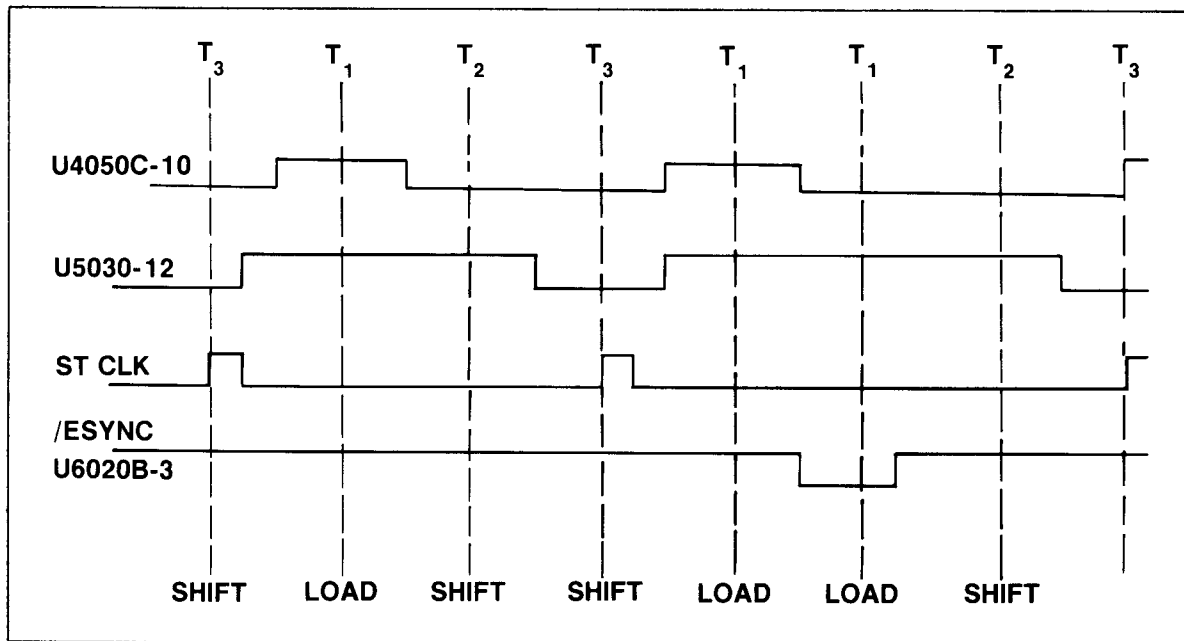 T3 T1 T2 T3 T1 T1 T2 T3
U4050C-10
U5030-12
ST CLK
/ESYNC
U6020B-3
SHIFT LOAD SHIFT SHIFT LOAD LOAD SHIFT